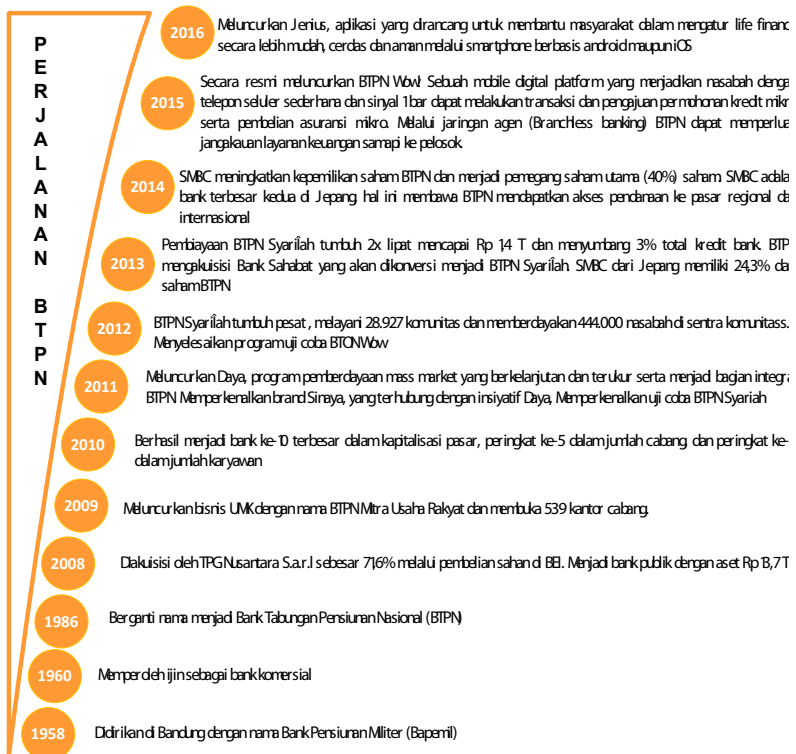 PERJALANAN BTPN
2016
Meluncurkan Jenius, aplikasi yang dirancang untuk membantu masyarakat dalam mengatur life financ
secara lebih mudah, cerdas dan aman melalui smartphone berbasis android maupun iOS
2015
Secara resmi meluncurkan BTPN Wow! Sebuah mobile digital platform yang menjadikan nasabah denga
telepon seluler sederhana dan sinyal 1 bar dapat melakukan transaksi dan pengajuan permohonan kredit mikr
serta pembelian asuransi mikro. Melalui jaringan agen (Branchless banking) BTPN dapat memperlua
jangakauan layanan keuangan samapi ke pelosok.
2014
SMBC meningkatkan kepemilikan saham BTPN dan menjadi pemegang saham utama (40%) saham. SMBC adala
bank terbesar kedua di Jepang, hal ini membawa BTPN mendapatkan akses pendanaan ke pasar regional da
internasional
2013
Pembiayaan BTPN Syariĺah tumbuh 2x lipat mencapai Rp 1,4 T dan menyumbang 3% total kredit bank. BTP
mengakuisisi Bank Sahabat yang akan dikonversi menjadi BTPN Syariĺah. SMBC dari Jepang memiliki 24,3% da
saham BTPN
2012
BTPN Syariĺah tumbuh pesat , melayani 28.927 komunitas dan memberdayakan 444.000 nasabah di sentra komunitass.
Menyelesaikan program uji coba BTON Wow
2011
Meluncurkan Daya, program pemberdayaan mass market yang berkelanjutan dan terukur serta menjadi bagian integra
BTPN. Memperkenalkan brand Sinaya, yang terhubung dengan insiyatif Daya, Memperkenalkan uji coba BTPN Syariah
2010
Berhasil menjadi bank ke-10 terbesar dalam kapitalisasi pasar, peringkat ke-5 dalam jumlah cabang, dan peringkat ke-
dalam jumlah karyawan
2009
Meluncurkan bisnis UMK dengan nama BTPN Mitra Usaha Rakyat dan membuka 539 kantor cabang.
2008
Diakuisisi oleh TPG Nusantara S.a.r.l sebesar 71,6% melalui pembelian sahan di BEI. Menjadi bank publik dengan aset Rp 13,7 T
1986
Berganti nama menjadi Bank Tabungan Pensiunan Nasional (BTPN)
1960
Memperoleh ijin sebagai bank komersial
1958
Didirikan di Bandung dengan nama Bank Pensiunan Militer (Bapemil)